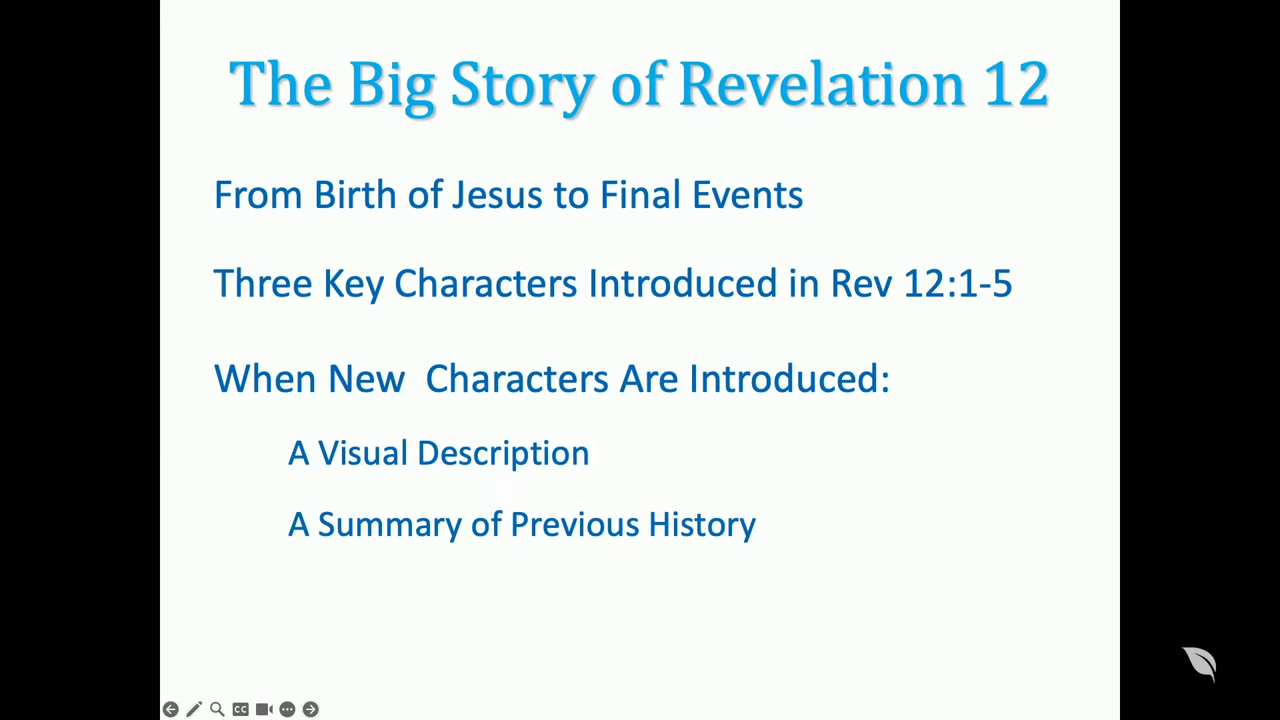 The Big Story of Revelation 12
From Birth of Jesus to Final Events
Three Key Characters Introduced in Rev 12:1-5
When New  Characters Are Introduced:
A Visual Description
A Summary of Previous History
CC